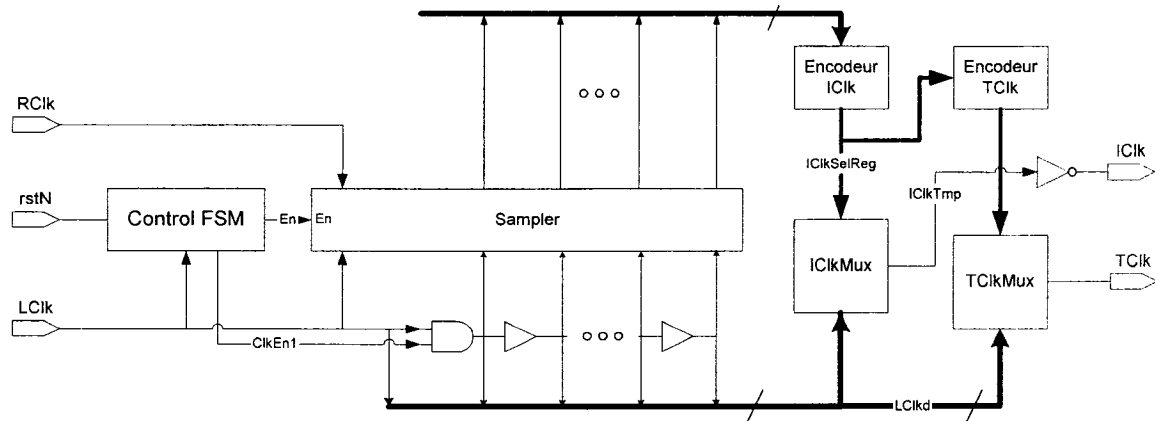 RClk
rstN
LClk
Control FSM
En
En
Sampler
ClkEn1
Encodeur
IClk
Encodeur
TClk
IClkSelReg
IClkTmp
IClkMux
TClkMux
LClkd
IClk
TClk